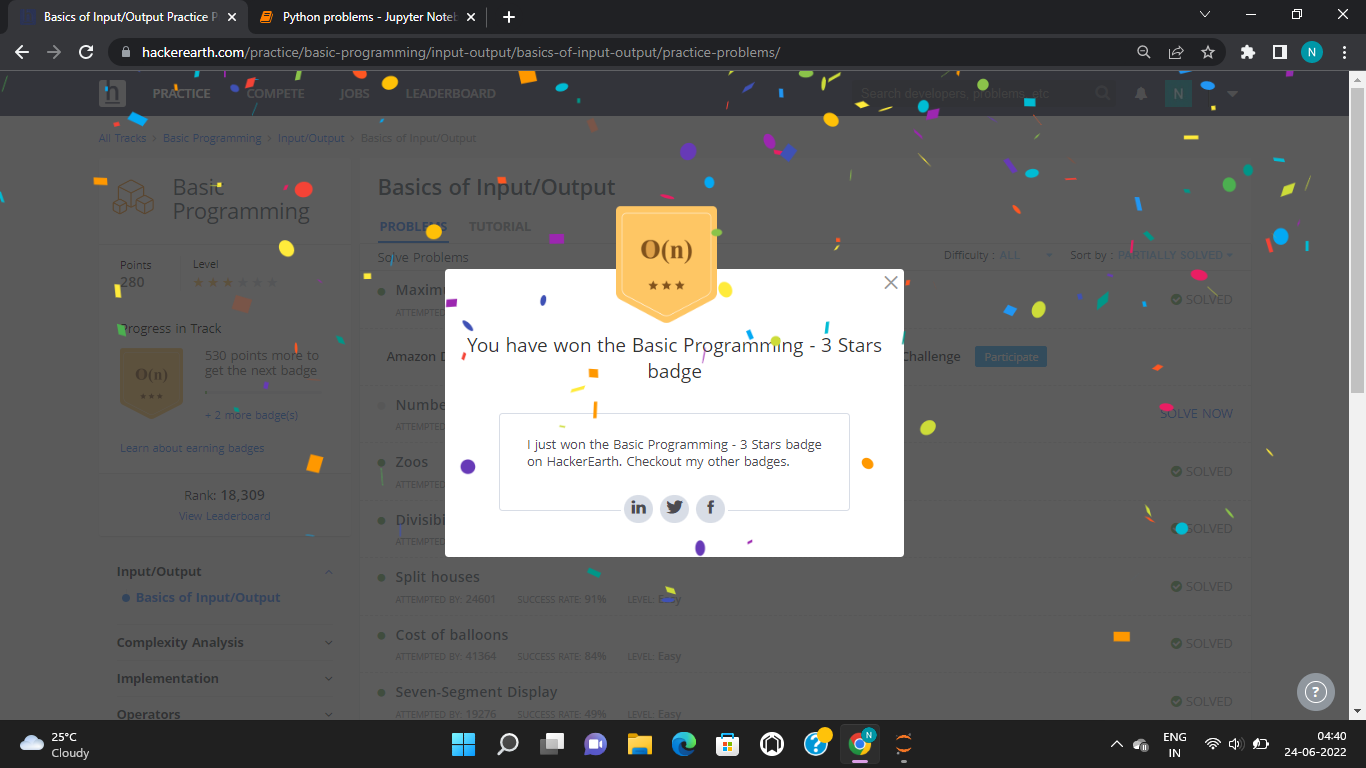 Basics of Input/Output Practice P
Python problems - Jupyter Noteb
hackerearth.com/practice/basic-programming/input-output/basics-of-input-output/practice-problems/
N
h PRACTICE COMPETE JOBS LEADERBOARD Search developers, problems, etc N
All Tracks > Basic Programming > Input/Output > Basics of Input/Output
Basic
Programming
Points
280
Level
Progress in Track
O(n)
530 points more to
get the next badge
+ 2 more badge(s)
Learn about earning badges
Rank: 18,309
View Leaderboard
Input/Output
Basics of Input/Output
Complexity Analysis
Implementation
Operators
Basics of Input/Output
PROBLEMS TUTORIAL
Solve Problems Difficulty : ALL Sort by : PARTIALLY SOLVED
Maxim SOLVED
ATTEMPTE
Amazon D Challenge Participate
Numbe SOLVE NOW
ATTEMPTE
Zoos SOLVED
ATTEMPTE
Divisibi SOLVED
ATTEMPTE
Split houses SOLVED
ATTEMPTED BY: 24601 SUCCESS RATE: 91% LEVEL: Easy
Cost of balloons SOLVED
ATTEMPTED BY: 41364 SUCCESS RATE: 84% LEVEL: Easy
Seven-Segment Display SOLVED
ATTEMPTED BY: 19276 SUCCESS RATE: 49% LEVEL: Easy
O(n)
You have won the Basic Programming - 3 Stars
badge
I just won the Basic Programming - 3 Stars badge
on HackerEarth. Checkout my other badges.
in f
?
25°C
Cloudy
N
ENG
IN
04:40
24-06-2022